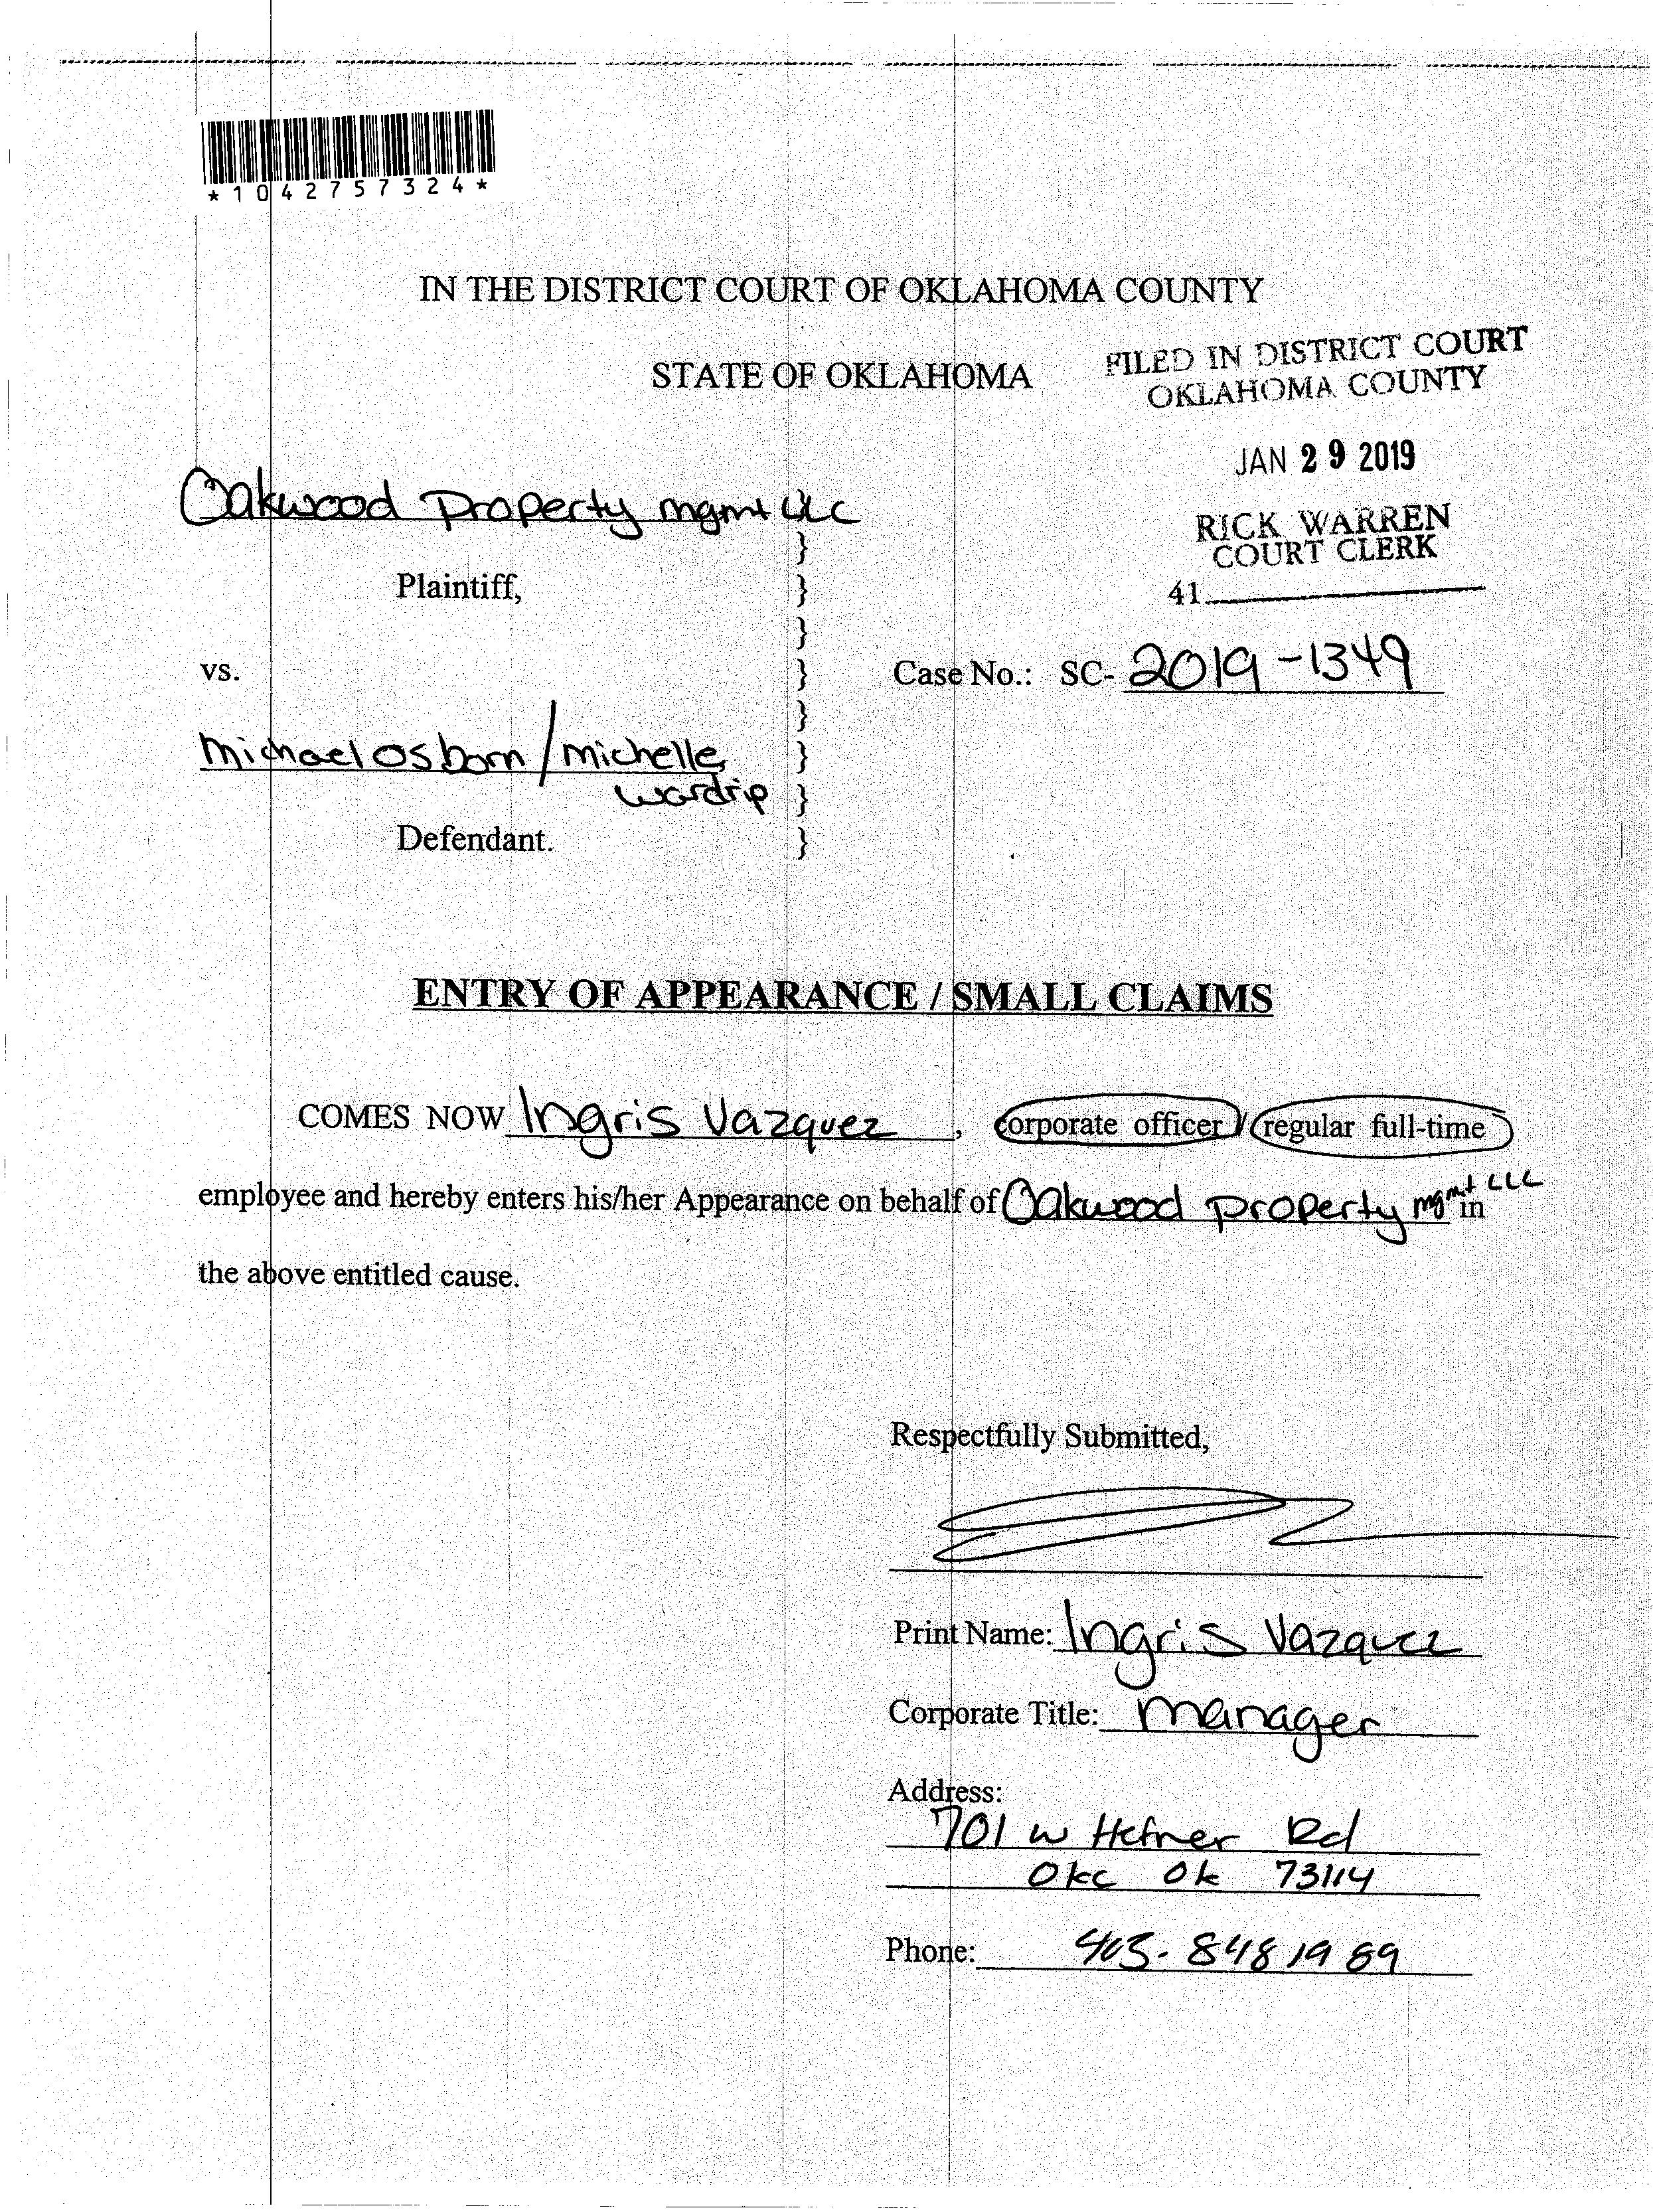 *1042757324*
IN THE DISTRICT COURT OF OKLAHOMA COUNTY
STATE OF OKLAHOMA
FILED IN DISTRICT COURT
OKLAHOMA COUNTY
JAN 29 2019
RICK WARREN
COURT CLERK
41
Oakwood Property mgmt LLC
}
Plaintiff, }
}
vs. } Case No.: SC- 2019-1349
}
Michael Osborn / Michelle }
Wardrip }
Defendant. }
ENTRY OF APPEARANCE / SMALL CLAIMS
COMES NOW Ingris Vazquez , corporate officer / regular full-time
employee and hereby enters his/her Appearance on behalf of Oakwood property mgmt LLC in
the above entitled cause.
Respectfully Submitted,
Print Name: Ingris Vazquez
Corporate Title: manager
Address:
701 W Hefner Rd
OKC OK 73114
Phone: 405-848 1989